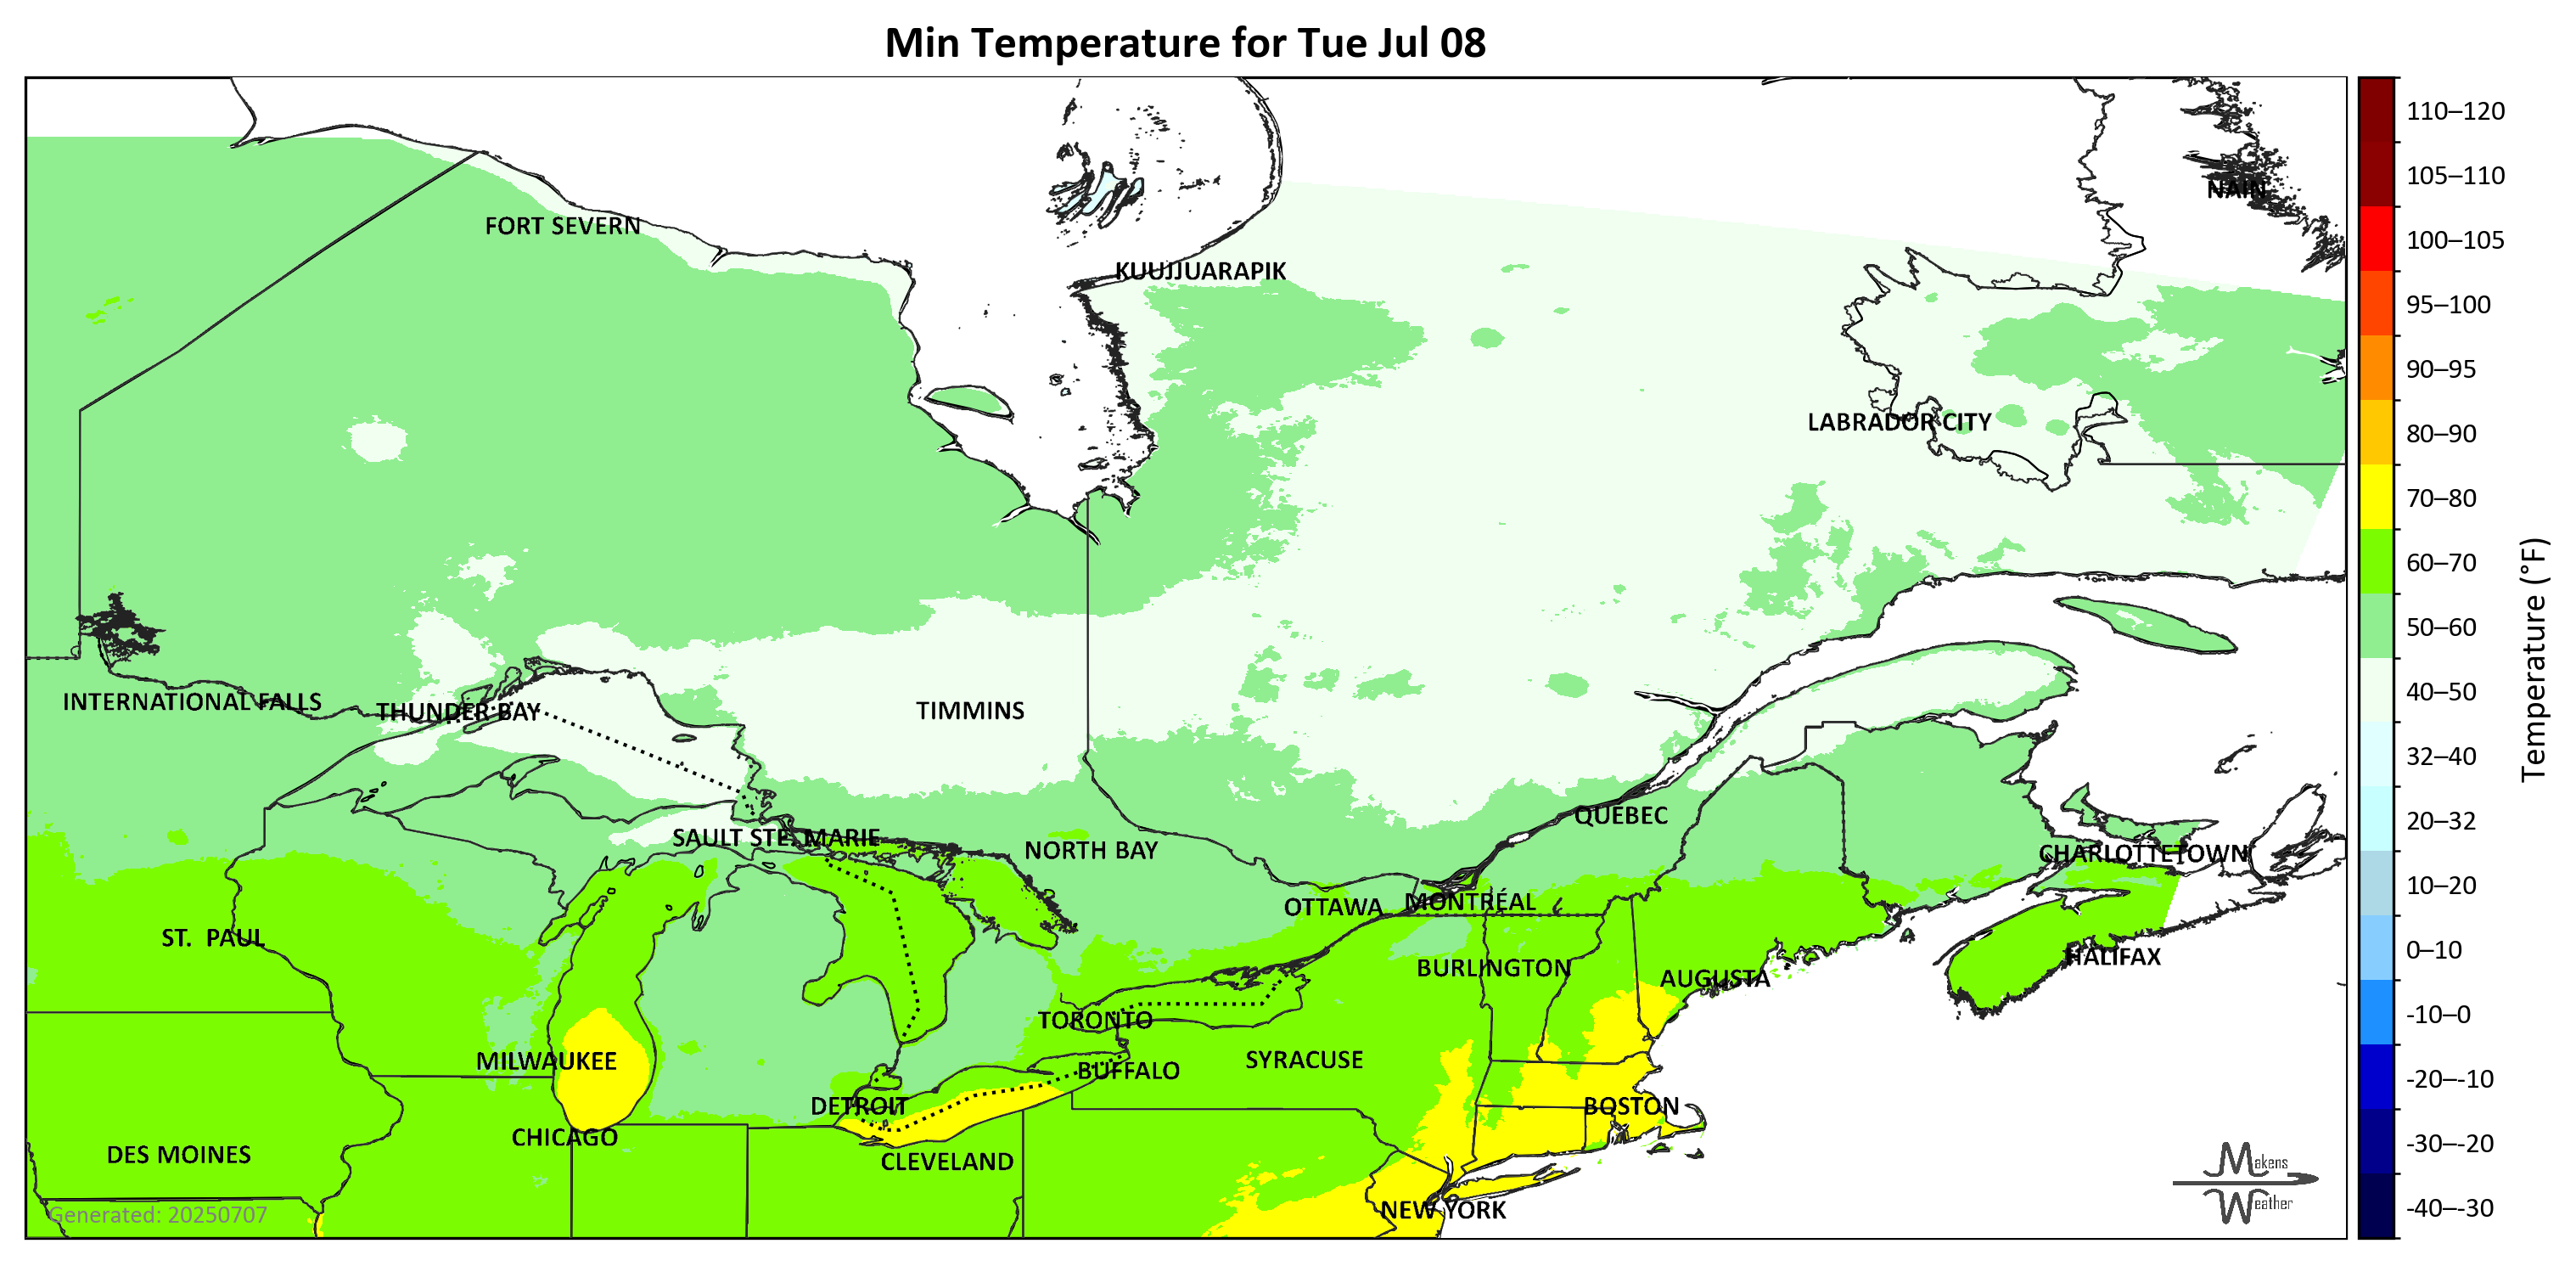 Min Temperature for Tue Jul 08
110–120
105–110
100–105
95–100
90–95
80–90
70–80
60–70
50–60
40–50
32–40
20–32
10–20
0–10
-10–0
-20–-10
-30–-20
-40–-30
Temperature (°F)
NAIN
FORT SEVERN
KUUJJUARAPIK
LABRADOR CITY
INTERNATIONAL FALLS
THUNDER BAY
TIMMINS
QUEBEC
SAULT STE. MARIE
NORTH BAY
CHARLOTTETOWN
OTTAWA
MONTRÉAL
ST. PAUL
HALIFAX
BURLINGTON
AUGUSTA
TORONTO
MILWAUKEE
SYRACUSE
BUFFALO
DETROIT
BOSTON
CHICAGO
DES MOINES
CLEVELAND
NEW YORK
Generated: 20250707
Makens
Weather